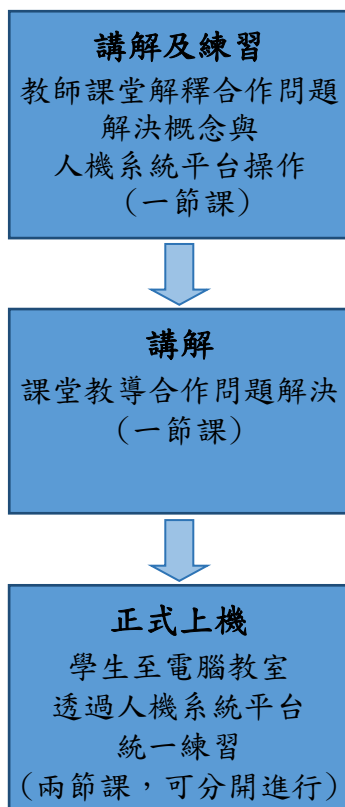 講解及練習
教師課堂解釋合作問題
解決概念與
人機系統平台操作
（一節課）
講解
課堂教導合作問題解決
（一節課）
正式上機
學生至電腦教室
透過人機系統平台
統一練習
（兩節課，可分開進行）